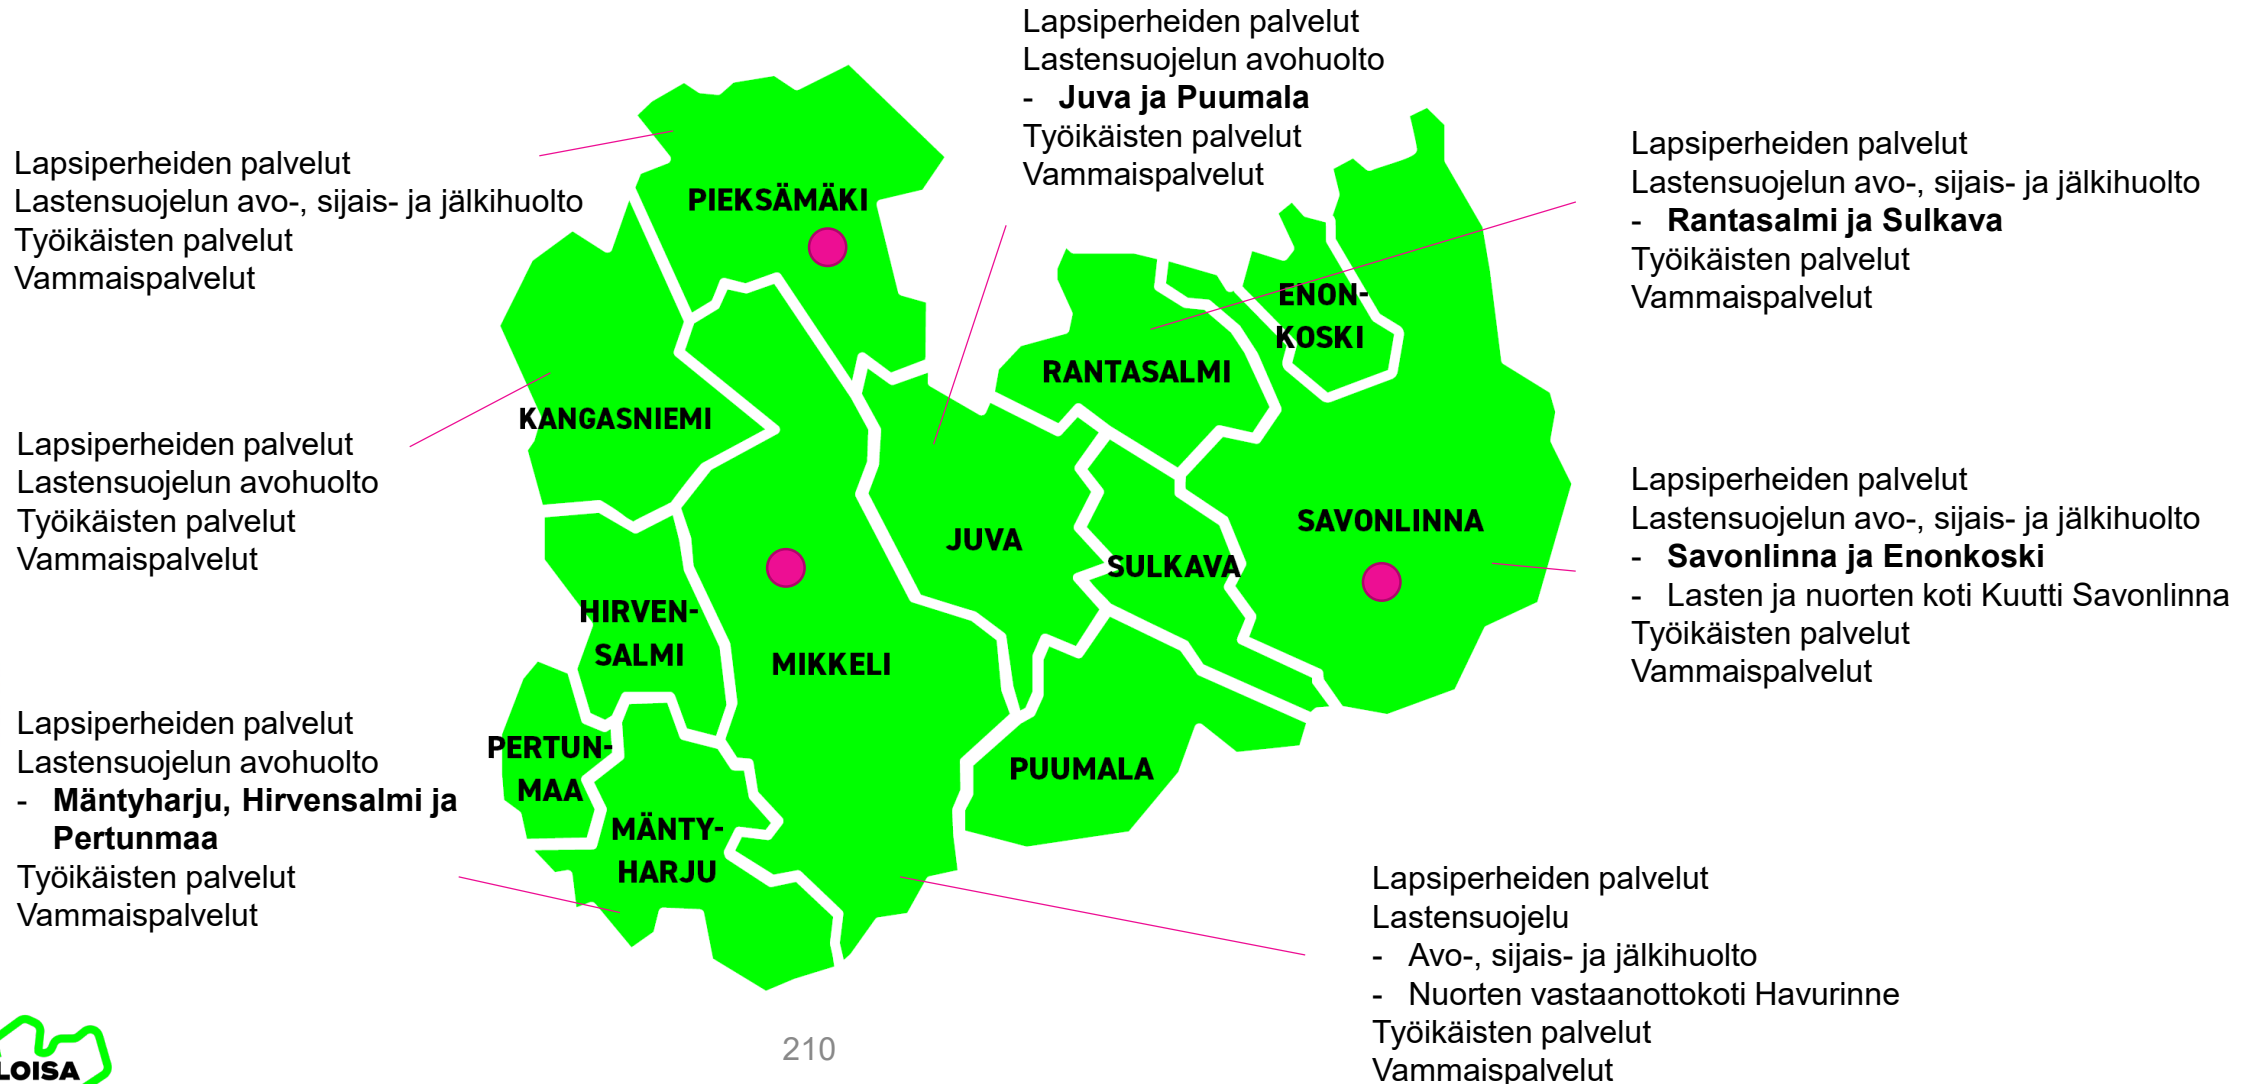 Lapsiperheiden palvelut
Lastensuojelun avohuolto
- Juva ja Puumala
Työikäisten palvelut
Vammaispalvelut
Lapsiperheiden palvelut
Lastensuojelun avo-, sijais- ja jälkihuolto
Työikäisten palvelut
Vammaispalvelut
Lapsiperheiden palvelut
Lastensuojelun avo-, sijais- ja jälkihuolto
- Rantasalmi ja Sulkava
Työikäisten palvelut
Vammaispalvelut
PIEKSÄMÄKI
ENON-
KOSKI
RANTASALMI
KANGASNIEMI
Lapsiperheiden palvelut
Lastensuojelun avohuolto
Työikäisten palvelut
Vammaispalvelut
Lapsiperheiden palvelut
Lastensuojelun avo-, sijais- ja jälkihuolto
- Savonlinna ja Enonkoski
- Lasten ja nuorten koti Kuutti Savonlinna
Työikäisten palvelut
Vammaispalvelut
SAVONLINNA
JUVA
SULKAVA
HIRVEN-
SALMI
MIKKELI
Lapsiperheiden palvelut
Lastensuojelun avohuolto
- Mäntyharju, Hirvensalmi ja
Pertunmaa
Työikäisten palvelut
Vammaispalvelut
PERTUN-
MAA
PUUMALA
MÄNTY-
HARJU
Lapsiperheiden palvelut
Lastensuojelu
- Avo-, sijais- ja jälkihuolto
- Nuorten vastaanottokoti Havurinne
Työikäisten palvelut
Vammaispalvelut
210
LOISA